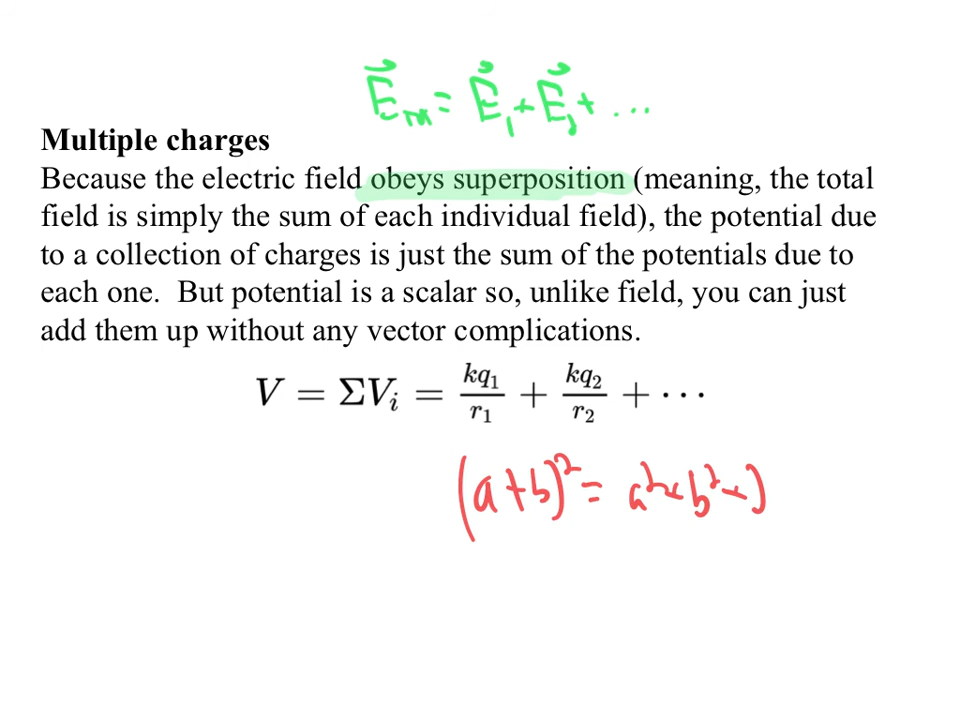 E⃗ₜₒₜ = E⃗₁ + E⃗₂ + ...
Multiple charges
Because the electric field obeys superposition (meaning, the total
field is simply the sum of each individual field), the potential due
to a collection of charges is just the sum of the potentials due to
each one. But potential is a scalar so, unlike field, you can just
add them up without any vector complications.
V = ΣVᵢ = kq₁/r₁ + kq₂/r₂ + ⋯
(a+b)² = a² + b² +